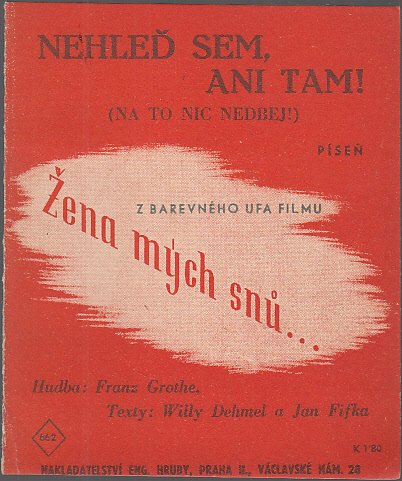 NEHLEĎ SEM,
ANI TAM!
(NA TO NIC NEDBEJ!)
PÍSEŇ
Z BAREVNÉHO UFA FILMU
Žena mých snů...
Hudba: Franz Grothe.
Texty: Willy Dehmel a Jan Fifka
662
K 1'80
NAKLADATELSTVÍ ENG. HRUBY, PRAHA II., VÁCLAVSKÉ NÁM. 28